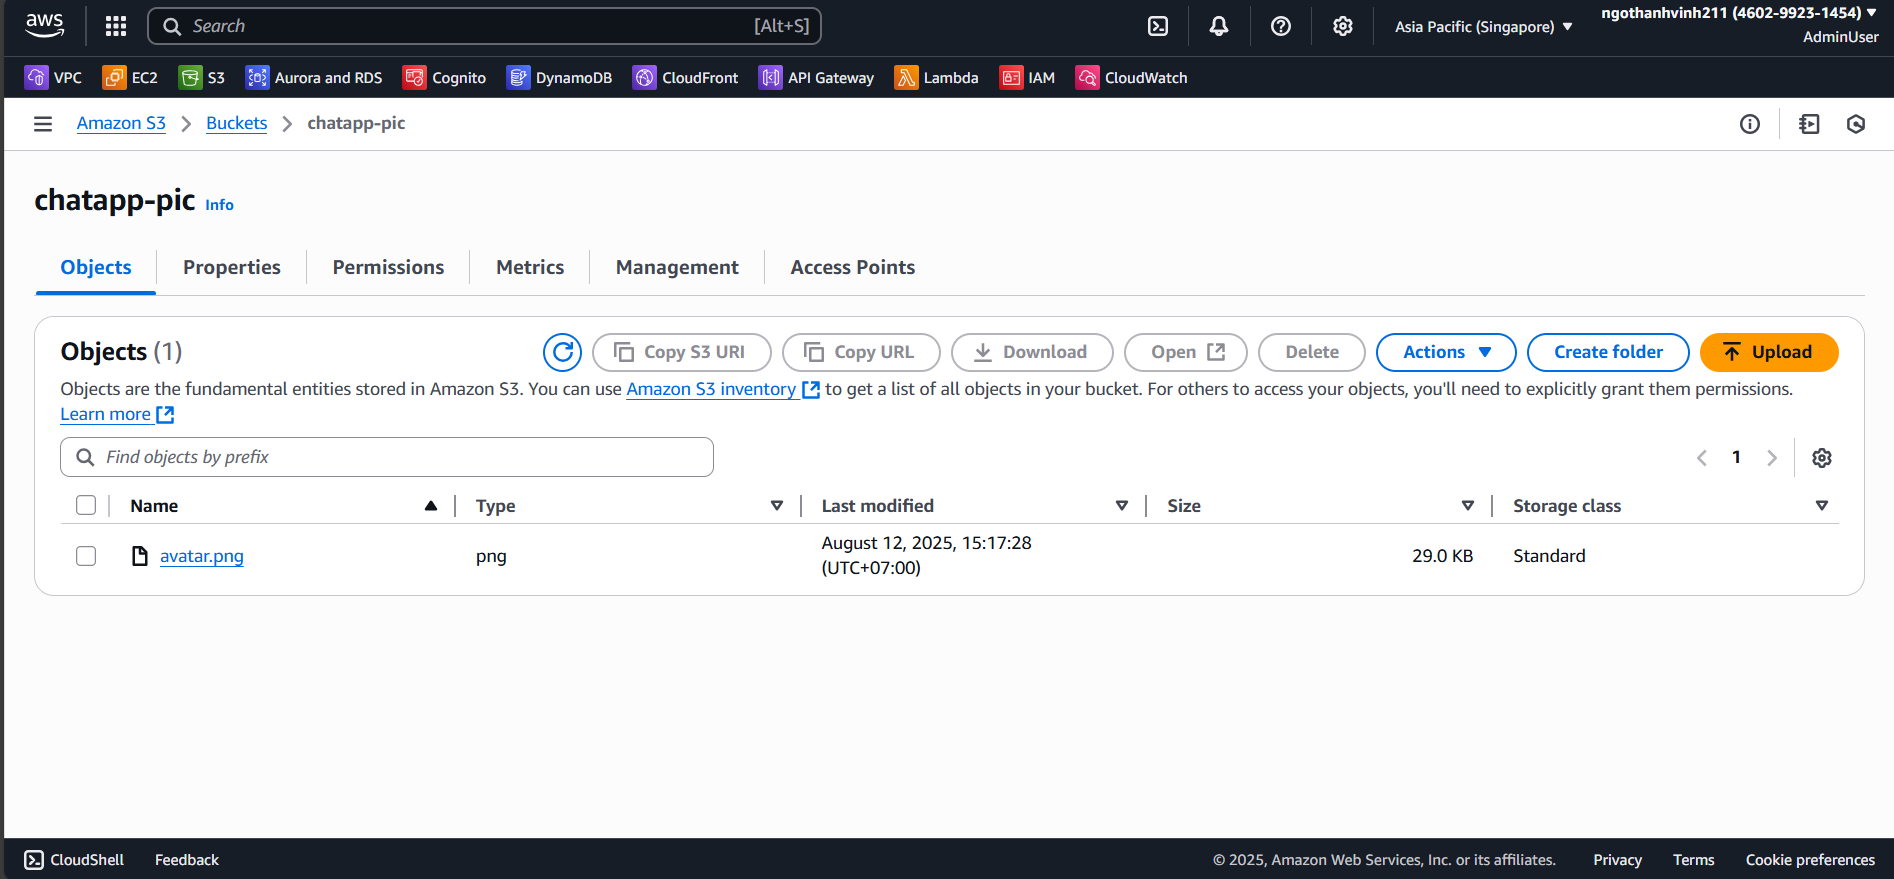 aws
Search [Alt+S]
Asia Pacific (Singapore)
ngothanhvinh211 (4602-9923-1454)
AdminUser
VPC EC2 S3 Aurora and RDS Cognito DynamoDB CloudFront API Gateway Lambda IAM CloudWatch
Amazon S3 > Buckets > chatapp-pic
chatapp-pic Info
Objects Properties Permissions Metrics Management Access Points
Objects (1)
Copy S3 URI Copy URL Download Open Delete Actions Create folder Upload
Objects are the fundamental entities stored in Amazon S3. You can use Amazon S3 inventory to get a list of all objects in your bucket. For others to access your objects, you'll need to explicitly grant them permissions.
Learn more
Find objects by prefix
1
Name Type Last modified Size Storage class
avatar.png png August 12, 2025, 15:17:28 29.0 KB Standard
(UTC+07:00)
CloudShell Feedback © 2025, Amazon Web Services, Inc. or its affiliates. Privacy Terms Cookie preferences